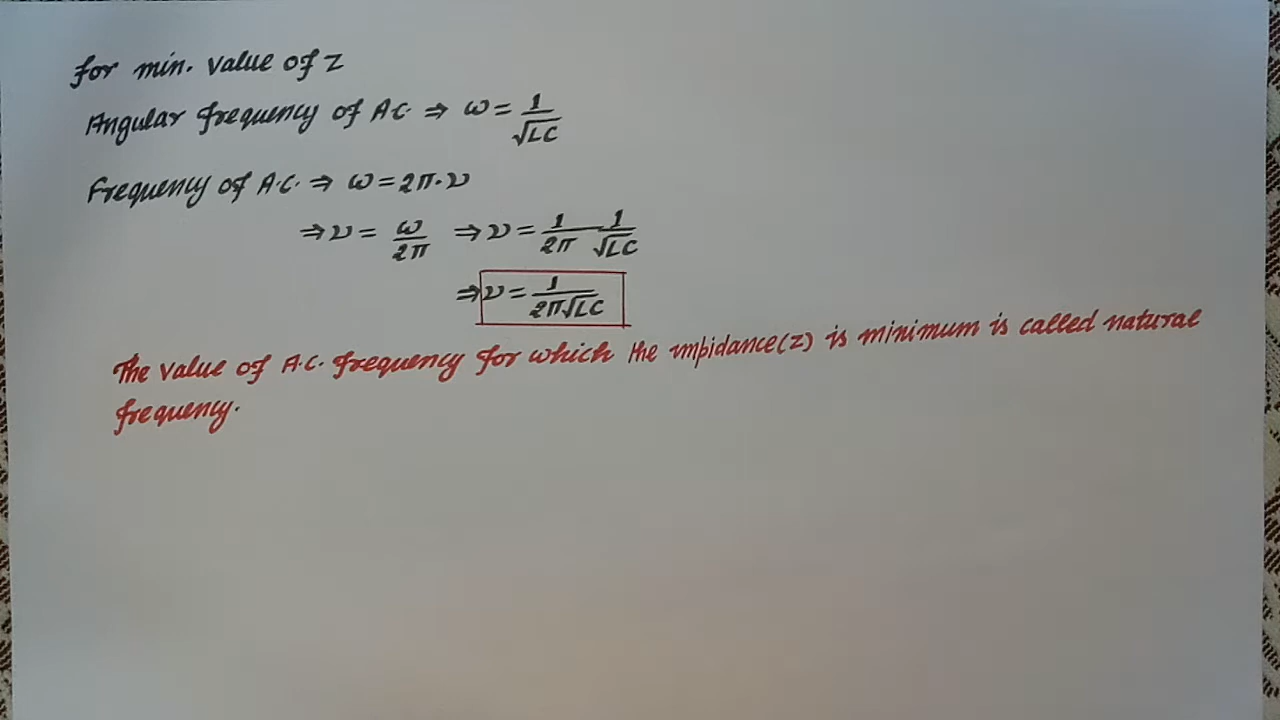 for min. value of Z
Angular frequency of A.C. ⇒ ω = 1/√LC
Frequency of A.C. ⇒ ω = 2π·ν
⇒ ν = ω/2π ⇒ ν = 1/2π 1/√LC
⇒ ν = 1/2π√LC
The value of A.C. frequency for which the impidance(Z) is minimum is called natural
frequency.